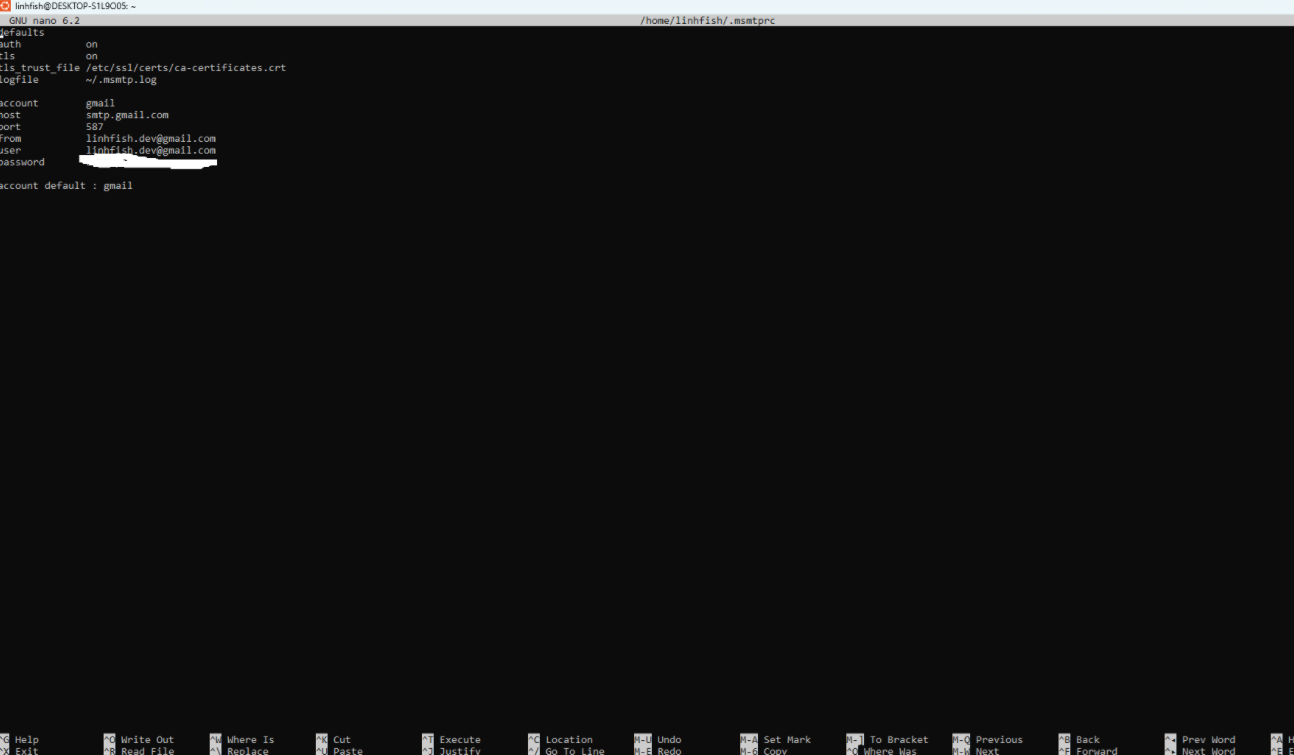 linhfish@DESKTOP-S1L9O05: ~
GNU nano 6.2 /home/linhfish/.msmtprc
defaults
auth on
tls on
tls_trust_file /etc/ssl/certs/ca-certificates.crt
logfile ~/.msmtp.log
account gmail
host smtp.gmail.com
port 587
from linhfish.dev@gmail.com
user linhfish.dev@gmail.com
password
account default : gmail
^G Help ^O Write Out ^W Where Is ^K Cut ^T Execute ^C Location M-U Undo M-A Set Mark M-] To Bracket M-Q Previous ^B Back ^◂ Prev Word ^A H
^X Exit ^R Read File ^\ Replace ^U Paste ^J Justify ^/ Go To Line M-E Redo M-6 Copy ^Q Where Was M-W Next ^F Forward ^▸ Next Word ^E E